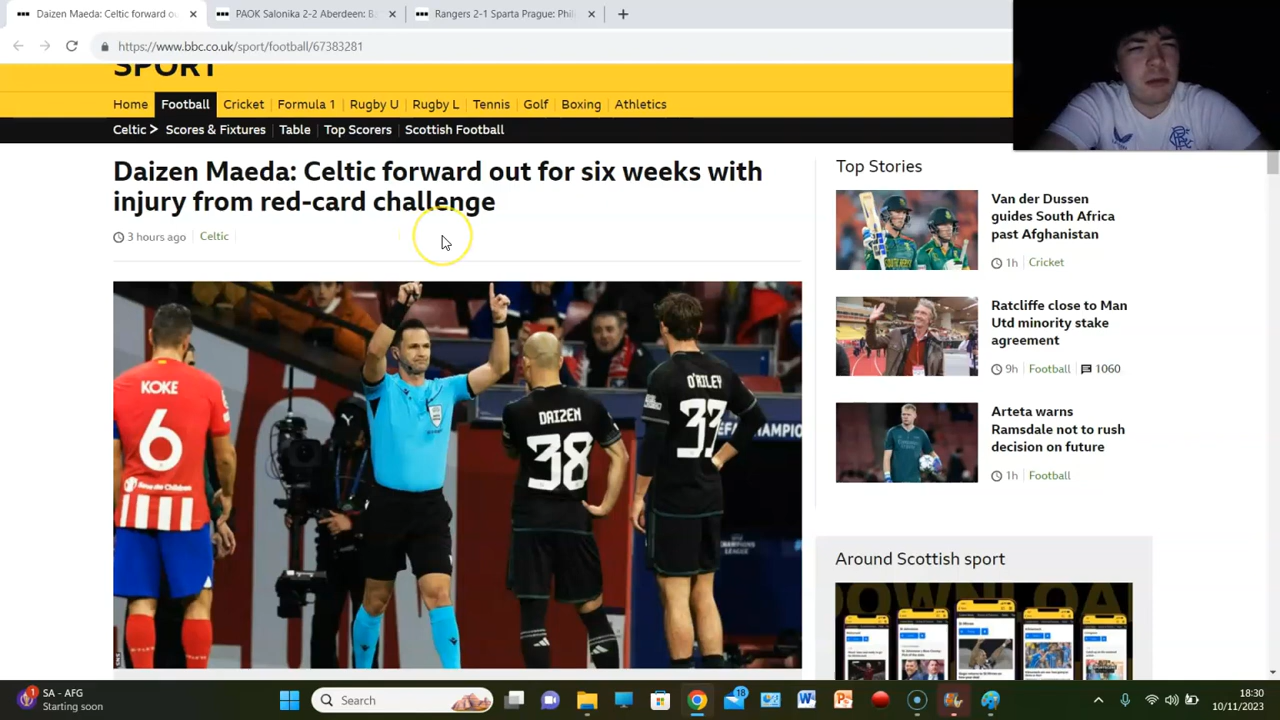 Daizen Maeda: Celtic forward ou
PAOK Salonika 2-2 Aberdeen: B
Rangers 2-1 Sparta Prague: Phil
https://www.bbc.co.uk/sport/football/67383281
SPORT
Home Football Cricket Formula 1 Rugby U Rugby L Tennis Golf Boxing Athletics
Celtic Scores & Fixtures Table Top Scorers Scottish Football
Daizen Maeda: Celtic forward out for six weeks with
injury from red-card challenge
3 hours ago Celtic
KOKE
6
DAIZEN
38
O'RILEY
33
Top Stories
Van der Dussen
guides South Africa
past Afghanistan
1h Cricket
Ratcliffe close to Man
Utd minority stake
agreement
9h Football 1060
Arteta warns
Ramsdale not to rush
decision on future
1h Football
Around Scottish sport
SA - AFG
Starting soon
1
Search
18
18:30
10/11/2023